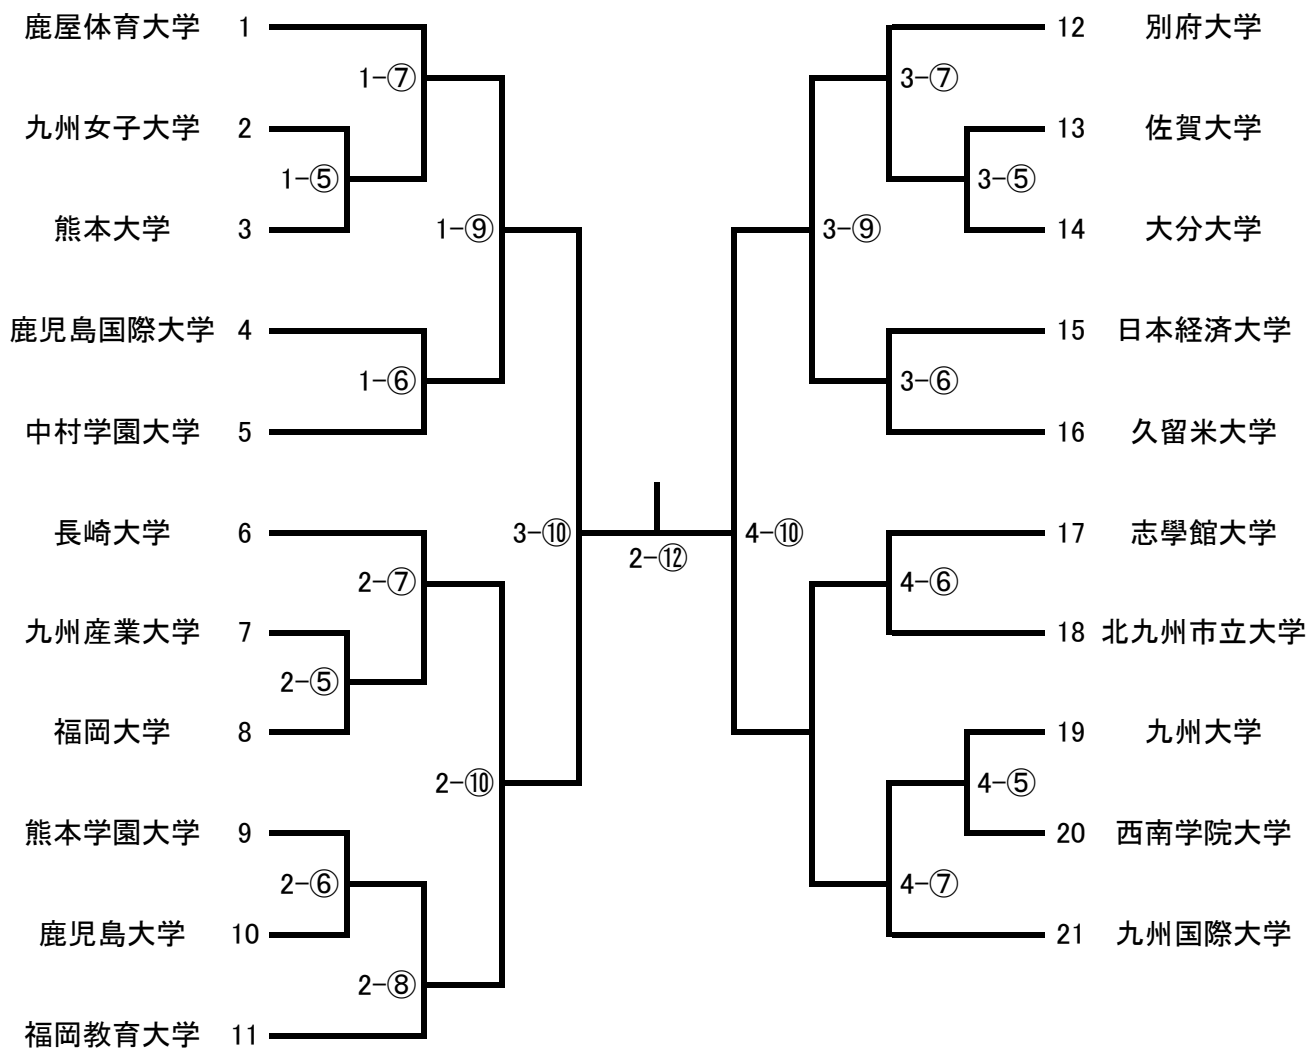 鹿屋体育大学 1
1-⑦
九州女子大学 2
1-⑤
熊本大学 3
1-⑨
鹿児島国際大学 4
1-⑥
中村学園大学 5
3-⑩
長崎大学 6
2-⑦
九州産業大学 7
2-⑤
福岡大学 8
2-⑩
熊本学園大学 9
2-⑥
鹿児島大学 10
2-⑧
福岡教育大学 11
2-⑫
12 別府大学
3-⑦
13 佐賀大学
3-⑤
14 大分大学
3-⑨
15 日本経済大学
3-⑥
16 久留米大学
4-⑩
17 志學館大学
4-⑥
18 北九州市立大学
19 九州大学
4-⑤
20 西南学院大学
4-⑦
21 九州国際大学